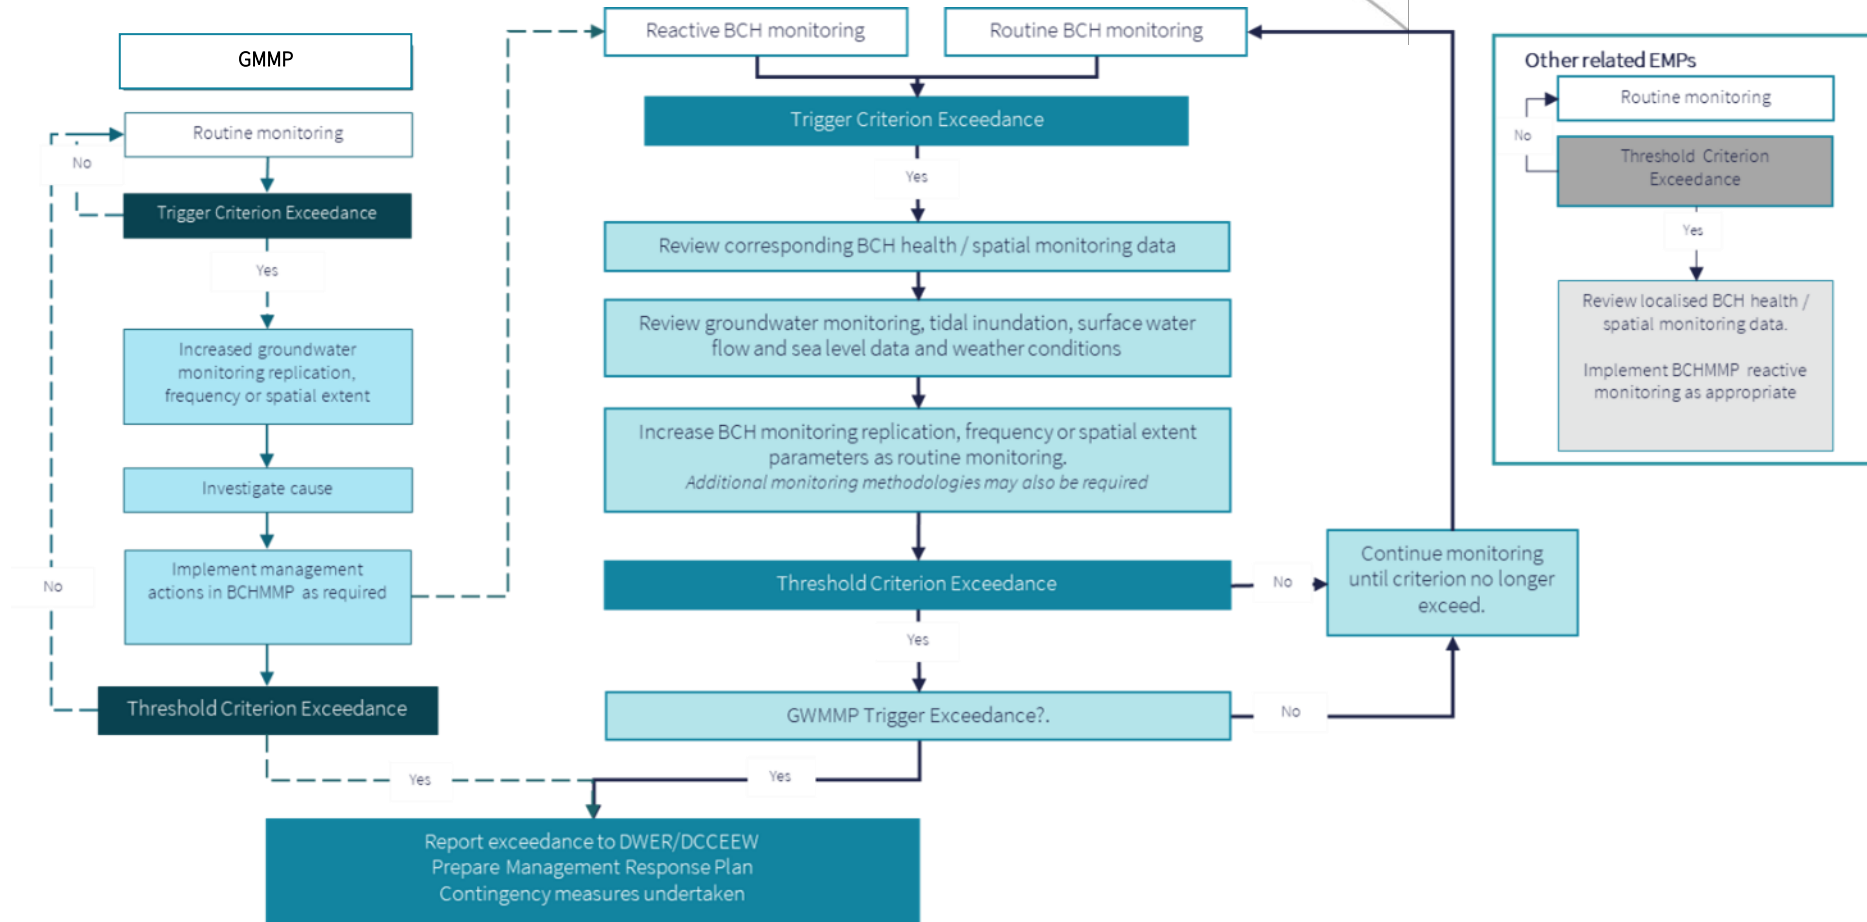 GMMP
Routine monitoring
No
Trigger Criterion Exceedance
Yes
Increased groundwater
monitoring replication,
frequency or spatial extent
Investigate cause
Implement management
actions in BCHMMP as required
No
Threshold Criterion Exceedance
Yes
Reactive BCH monitoring
Routine BCH monitoring
Trigger Criterion Exceedance
Yes
Review corresponding BCH health / spatial monitoring data
Review groundwater monitoring, tidal inundation, surface water
flow and sea level data and weather conditions
Increase BCH monitoring replication, frequency or spatial extent
parameters as routine monitoring.
Additional monitoring methodologies may also be required
Threshold Criterion Exceedance
No
Continue monitoring
until criterion no longer
exceed.
Yes
GWMMP Trigger Exceedance?.
No
Yes
Report exceedance to DWER/DCCEEW
Prepare Management Response Plan
Contingency measures undertaken
Other related EMPs
Routine monitoring
No
Threshold Criterion
Exceedance
Yes
Review localised BCH health /
spatial monitoring data.
Implement BCHMMP reactive
monitoring as appropriate